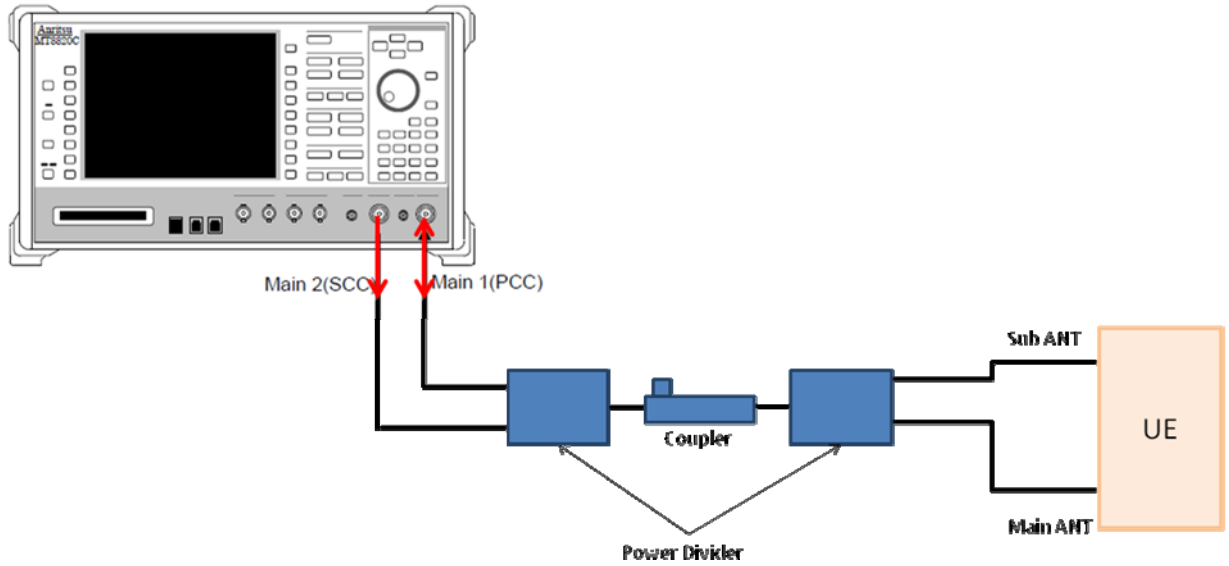 Anritsu
MT8820C
Main 2(SCC)
Main 1(PCC)
Sub ANT
Coupler
UE
Main ANT
Power Divider